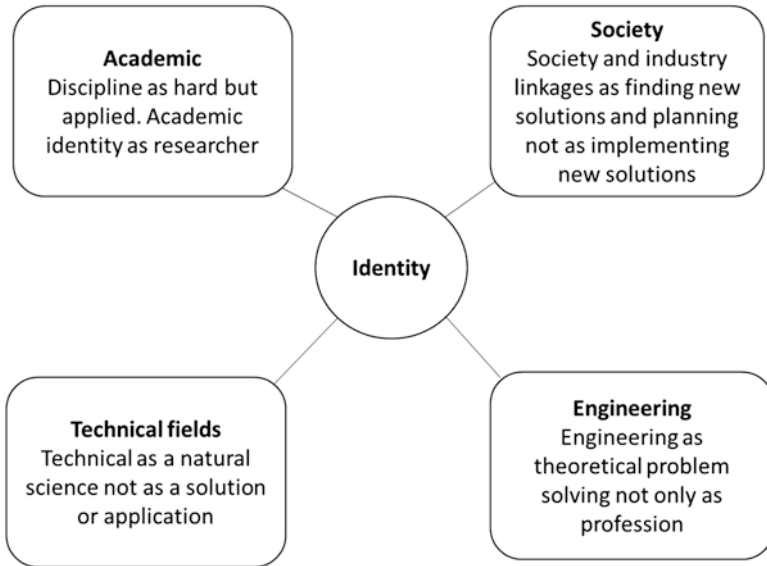 Academic
Discipline as hard but
applied. Academic
identity as researcher
Society
Society and industry
linkages as finding new
solutions and planning
not as implementing
new solutions
Identity
Technical fields
Technical as a natural
science not as a solution
or application
Engineering
Engineering as
theoretical problem
solving not only as
profession